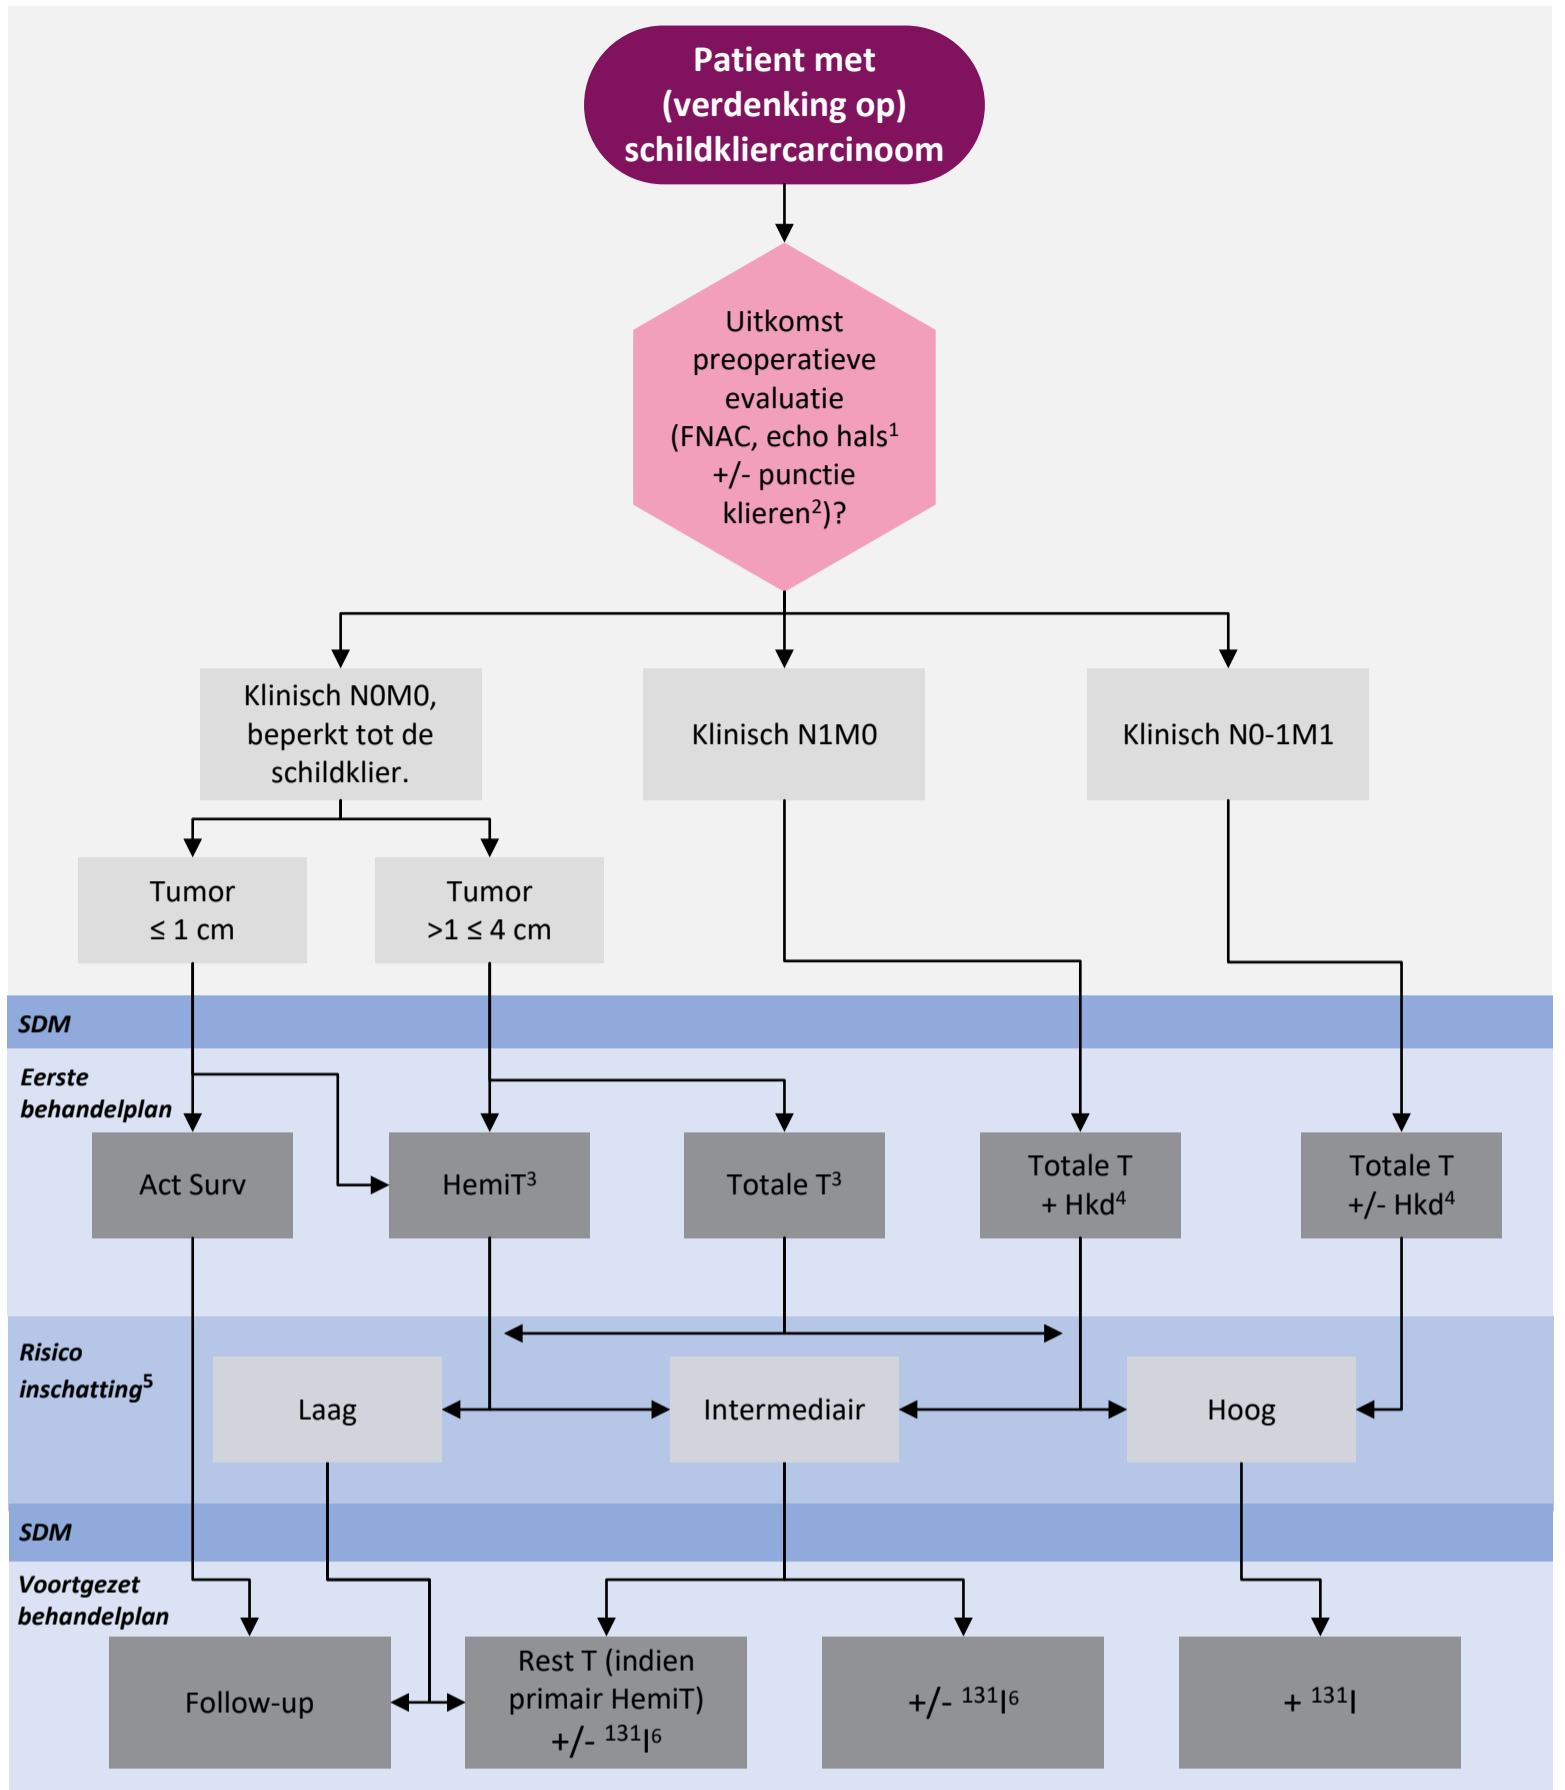 Patient met
(verdenking op)
schildkliercarcinoom
Uitkomst
preoperatieve
evaluatie
(FNAC, echo hals¹
+/- punctie
klieren²)?
Klinisch N0M0,
beperkt tot de
schildklier.
Klinisch N1M0
Klinisch N0-1M1
Tumor
≤ 1 cm
Tumor
>1 ≤ 4 cm
SDM
Eerste
behandelplan
Act Surv
HemiT³
Totale T³
Totale T
+ Hkd⁴
Totale T
+/- Hkd⁴
Risico
inschatting⁵
Laag
Intermediair
Hoog
SDM
Voortgezet
behandelplan
Follow-up
Rest T (indien
primair HemiT)
+/- ¹³¹I⁶
+/- ¹³¹I⁶
+ ¹³¹I